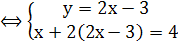 ⇔ { y = 2x − 3
x + 2(2x − 3) = 4